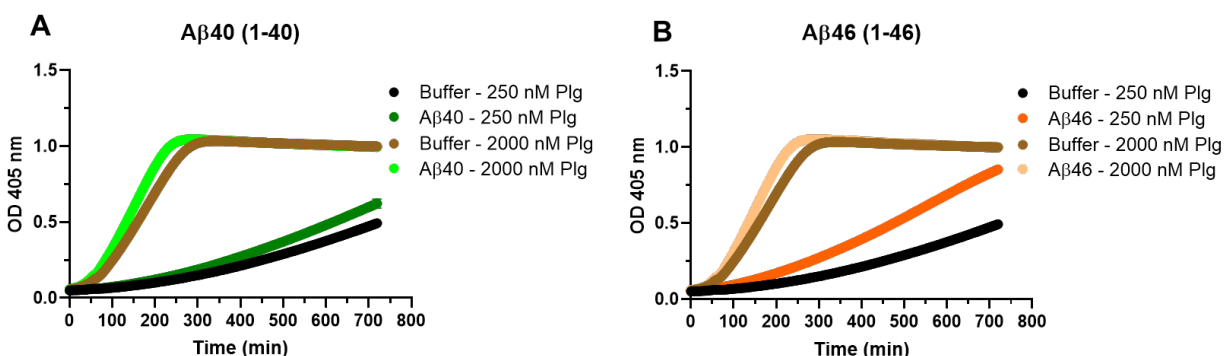 A
Aβ40 (1-40)
OD 405 nm
1.5
1.0
0.5
0.0
0 100 200 300 400 500 600 700 800
Time (min)
Buffer - 250 nM Plg
Aβ40 - 250 nM Plg
Buffer - 2000 nM Plg
Aβ40 - 2000 nM Plg
B
Aβ46 (1-46)
OD 405 nm
1.5
1.0
0.5
0.0
0 100 200 300 400 500 600 700 800
Time (min)
Buffer - 250 nM Plg
Aβ46 - 250 nM Plg
Buffer - 2000 nM Plg
Aβ46 - 2000 nM Plg